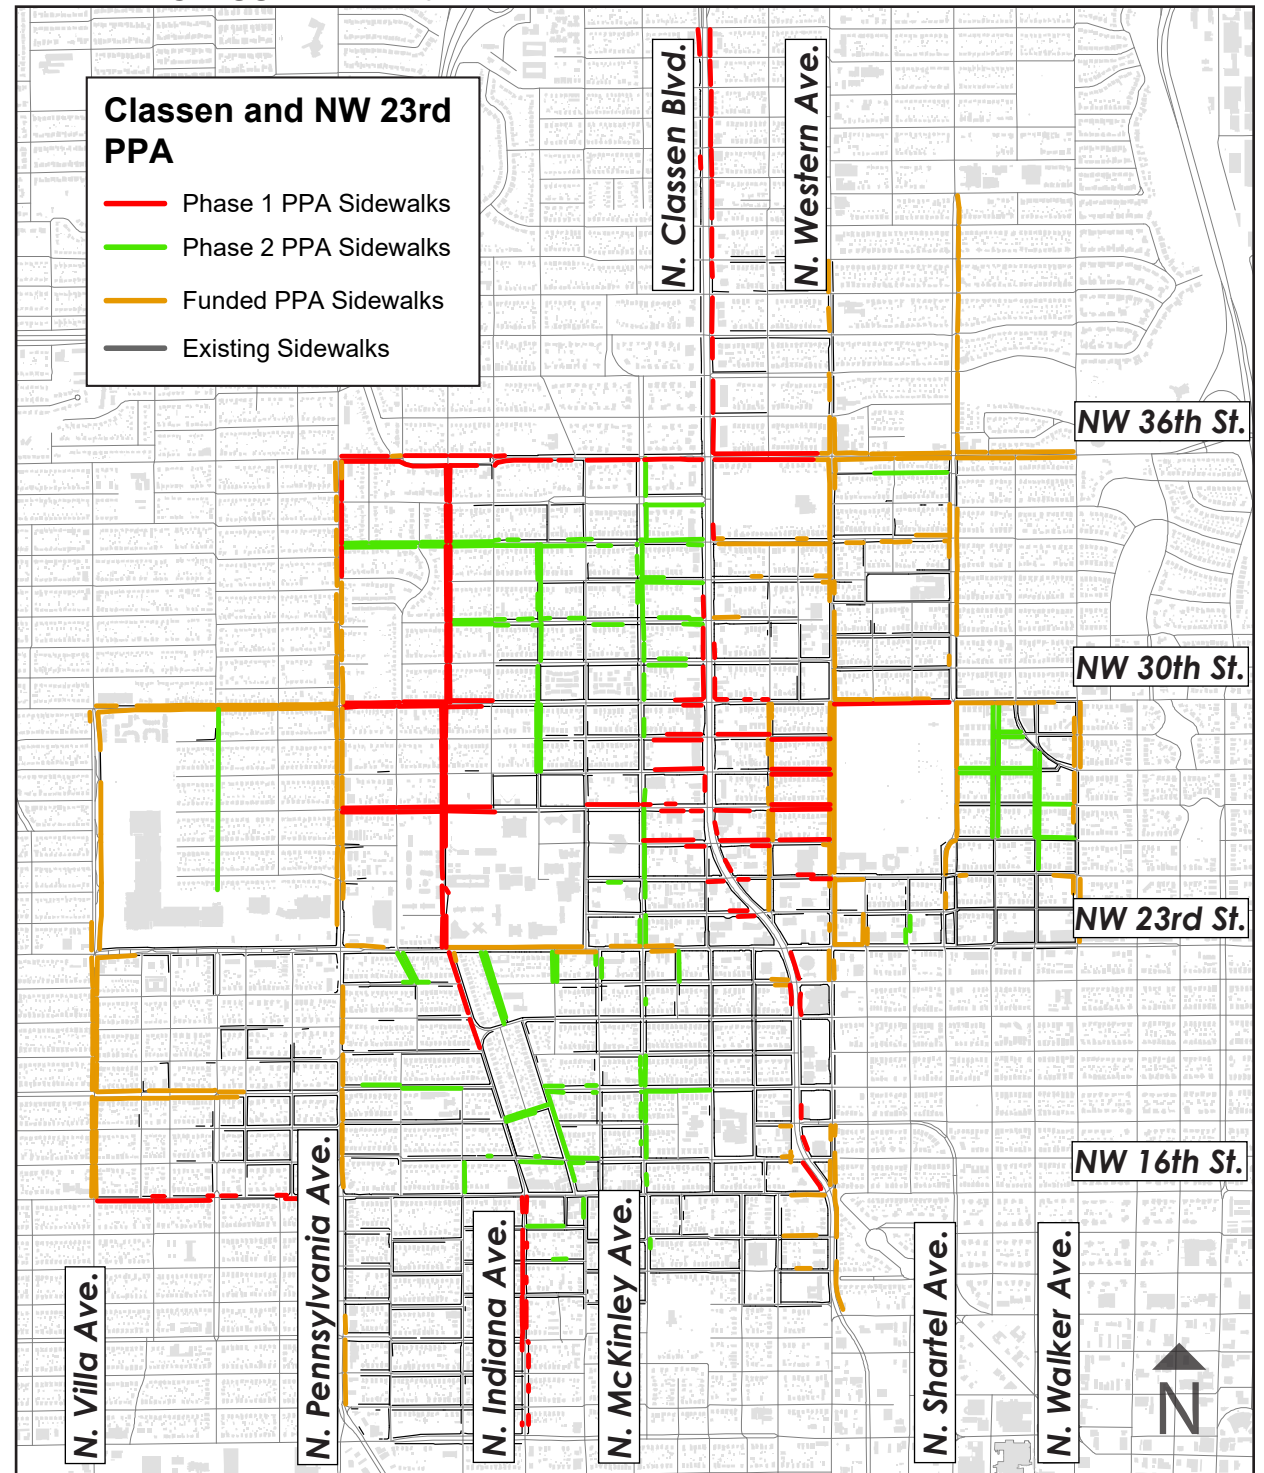 Classen and NW 23rd
PPA
Phase 1 PPA Sidewalks
Phase 2 PPA Sidewalks
Funded PPA Sidewalks
Existing Sidewalks
N. Classen Blvd.
N. Western Ave.
NW 36th St.
NW 30th St.
NW 23rd St.
NW 16th St.
N. Villa Ave.
N. Pennsylvania Ave.
N. Indiana Ave.
N. McKinley Ave.
N. Shartel Ave.
N. Walker Ave.
N